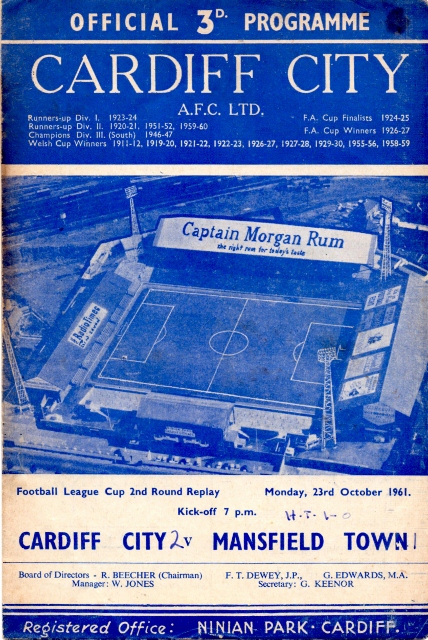 OFFICIAL 3D. PROGRAMME
CARDIFF CITY
A.F.C. LTD.
Runners-up Div. I. 1923-24
Runners-up Div. II. 1920-21, 1951-52, 1959-60
Champions Div. III. (South) 1946-47
F.A. Cup Finalists 1924-25
F.A. Cup Winners 1926-27
Welsh Cup Winners 1911-12, 1919-20, 1921-22, 1922-23, 1926-27, 1927-28, 1929-30, 1955-56, 1958-59
Captain Morgan Rum
the right rum for today's taste
Radiolines
Football League Cup 2nd Round Replay Monday, 23rd October 1961.
Kick-off 7 p.m. H.T. 1-0
CARDIFF CITY 2 v MANSFIELD TOWN 1
Board of Directors - R. BEECHER (Chairman) F. T. DEWEY, J.P., G. EDWARDS, M.A.
Manager: W. JONES Secretary: G. KEENOR
Registered Office: NINIAN PARK · CARDIFF.